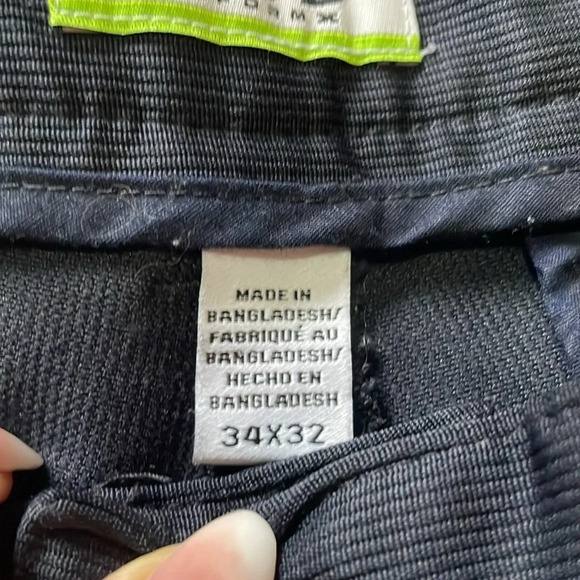 MADE IN
BANGLADESH/
FABRIQUÉ AU
BANGLADESH/
HECHO EN
BANGLADESH
34X32